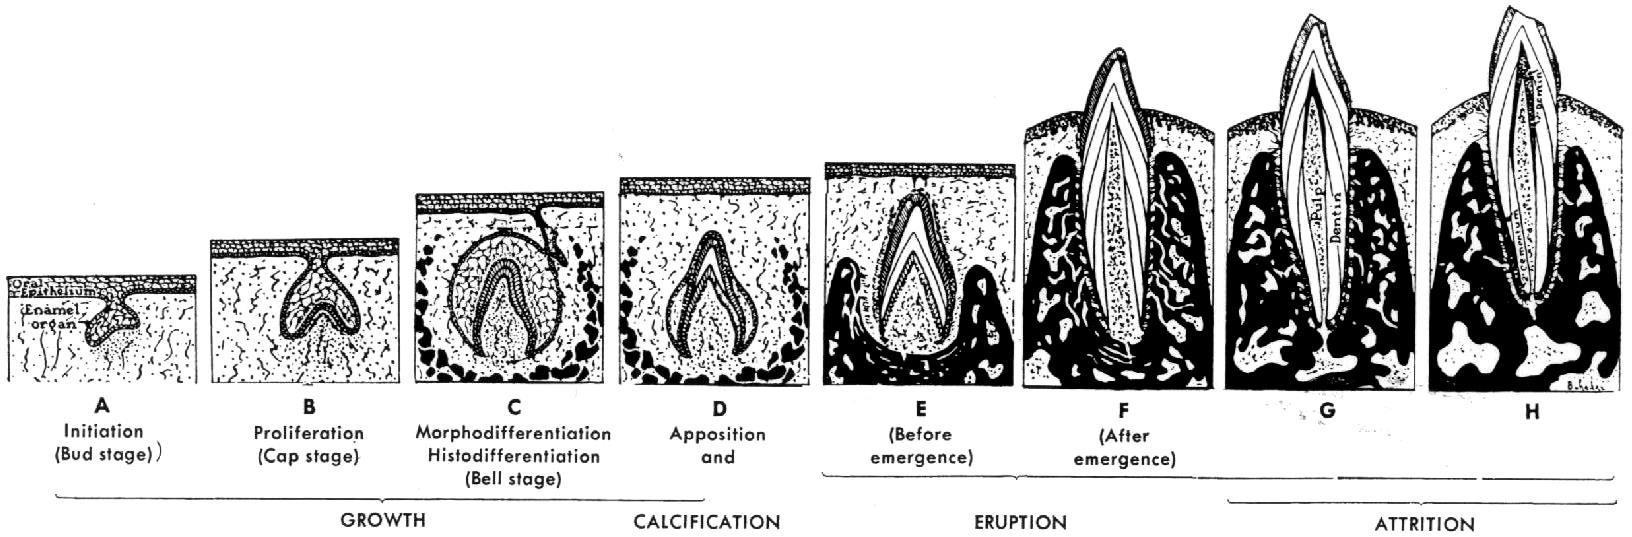 Oral
Epithelium
Enamel
organ
Pulp
Dentin
Cementum
A
Initiation
(Bud stage))
B
Proliferation
(Cap stage)
C
Morphodifferentiation
Histodifferentiation
(Bell stage)
D
Apposition
and
E
(Before
emergence)
F
(After
emergence)
G
H
GROWTH
CALCIFICATION
ERUPTION
ATTRITION